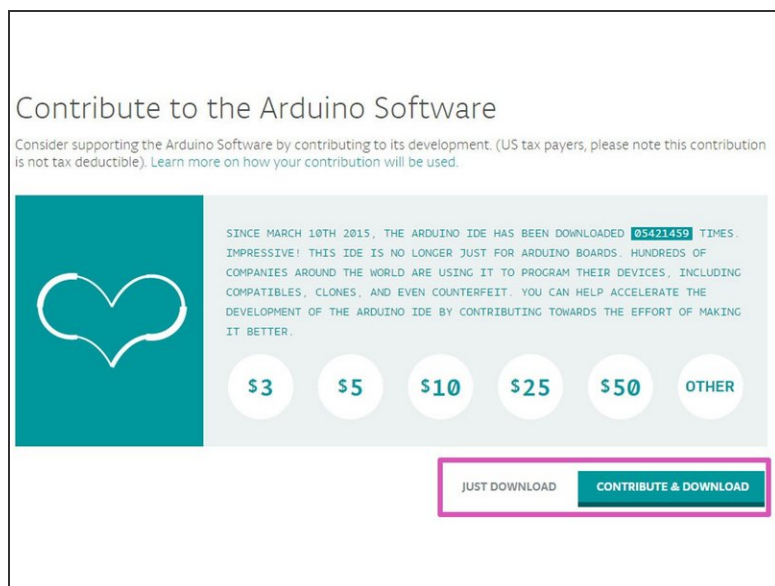 Contribute to the Arduino Software
Consider supporting the Arduino Software by contributing to its development. (US tax payers, please note this contribution
is not tax deductible). Learn more on how your contribution will be used.
SINCE MARCH 10TH 2015, THE ARDUINO IDE HAS BEEN DOWNLOADED 05421459 TIMES.
IMPRESSIVE! THIS IDE IS NO LONGER JUST FOR ARDUINO BOARDS. HUNDREDS OF
COMPANIES AROUND THE WORLD ARE USING IT TO PROGRAM THEIR DEVICES, INCLUDING
COMPATIBLES, CLONES, AND EVEN COUNTERFEIT. YOU CAN HELP ACCELERATE THE
DEVELOPMENT OF THE ARDUINO IDE BY CONTRIBUTING TOWARDS THE EFFORT OF MAKING
IT BETTER.
$3 $5 $10 $25 $50 OTHER
JUST DOWNLOAD CONTRIBUTE & DOWNLOAD